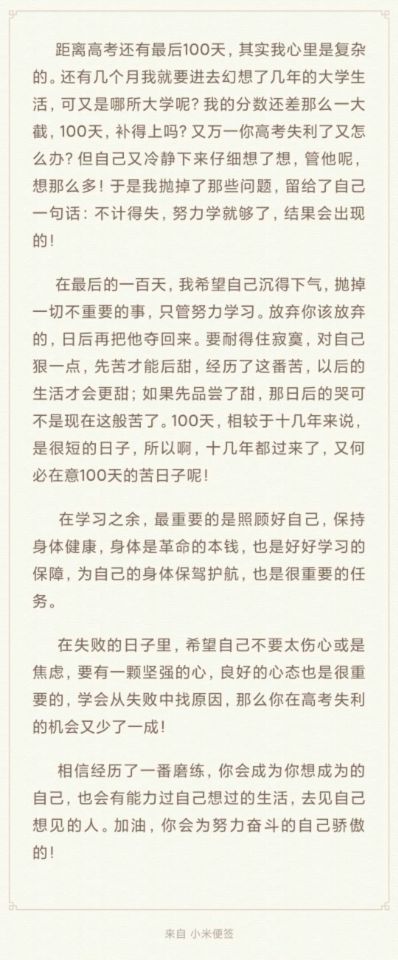 距离高考还有最后100天，其实我心里是复杂
的。还有几个月我就要进去幻想了几年的大学生
活，可又是哪所大学呢？我的分数还差那么一大
截，100天，补得上吗？又万一你高考失利了又怎
么办？但自己又冷静下来仔细想了想，管他呢，
想那么多！于是我抛掉了那些问题，留给了自己
一句话：不计得失，努力学就够了，结果会出现
的！
在最后的一百天，我希望自己沉得下气，抛掉
一切不重要的事，只管努力学习。放弃你该放弃
的，日后再把他夺回来。要耐得住寂寞，对自己
狠一点，先苦才能后甜，经历了这番苦，以后的
生活才会更甜；如果先品尝了甜，那日后的哭可
不是现在这般苦了。100天，相较于十几年来说，
是很短的日子，所以啊，十几年都过来了，又何
必在意100天的苦日子呢！
在学习之余，最重要的是照顾好自己，保持
身体健康，身体是革命的本钱，也是好好学习的
保障，为自己的身体保驾护航，也是很重要的任
务。
在失败的日子里，希望自己不要太伤心或是
焦虑，要有一颗坚强的心，良好的心态也是很重
要的，学会从失败中找原因，那么你在高考失利
的机会又少了一成！
相信经历了一番磨练，你会成为你想成为的
自己，也会有能力过自己想过的生活，去见自己
想见的人。加油，你会为努力奋斗的自己骄傲
的！
来自 小米便签